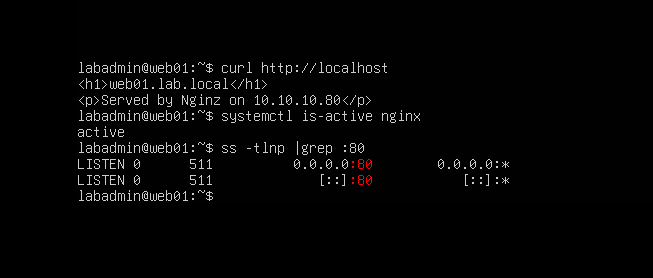 labadmin@web01:~$ curl http://localhost
<h1>web01.lab.local</h1>
<p>Served by Nginz on 10.10.10.80</p>
labadmin@web01:~$ systemctl is-active nginx
active
labadmin@web01:~$ ss -tlnp |grep :80
LISTEN 0      511          0.0.0.0:80        0.0.0.0:*
LISTEN 0      511             [::]:80           [::]:*
labadmin@web01:~$